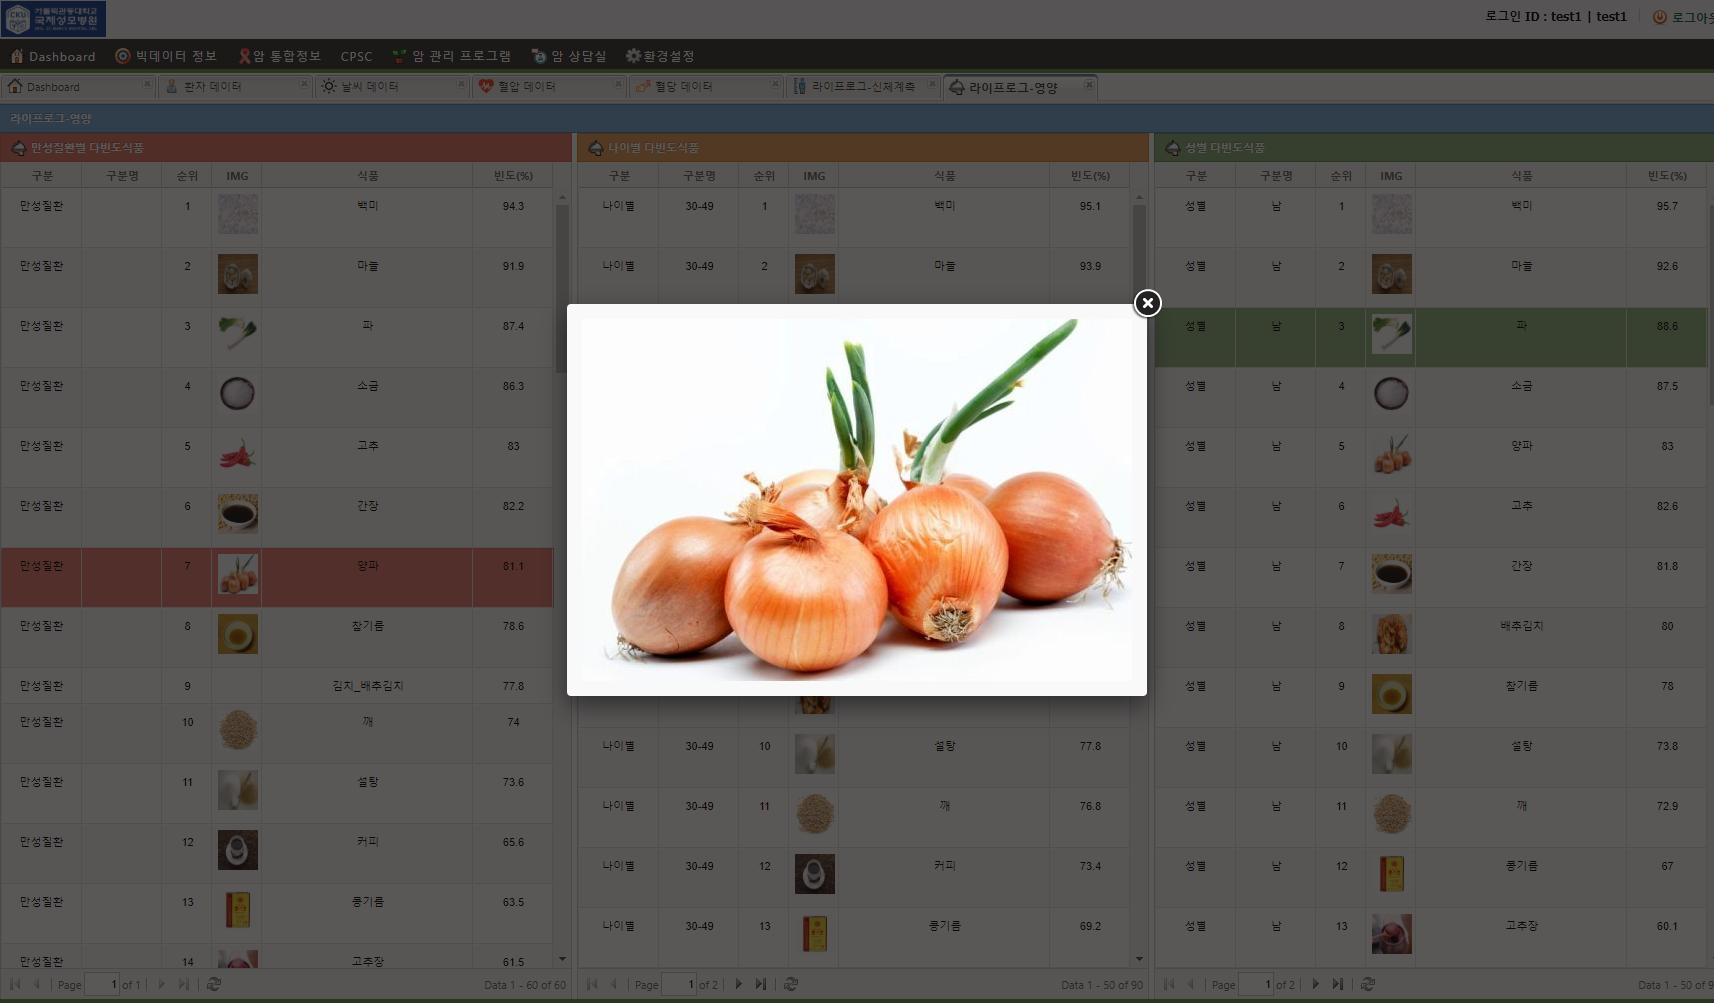 CKU 가톨릭관동대학교
국제성모병원
로그인 ID : test1 | test1 로그아웃
Dashboard 빅데이터 정보 암 통합정보 CPSC 암 관리 프로그램 암 상담실 환경설정
Dashboard 환자 데이터 날씨 데이터 혈압 데이터 혈당 데이터 라이프로그-신체계측 라이프로그-영양
라이프로그-영양
만성질환별 다빈도식품
구분 구분명 순위 IMG 식품 빈도(%)
만성질환 1 백미 94.3
만성질환 2 마늘 91.9
만성질환 3 파 87.4
만성질환 4 소금 86.3
만성질환 5 고추 83
만성질환 6 간장 82.2
만성질환 7 양파 81.1
만성질환 8 참기름 78.6
만성질환 9 김치_배추김치 77.8
만성질환 10 깨 74
만성질환 11 설탕 73.6
만성질환 12 커피 65.6
만성질환 13 콩기름 63.5
만성질환 14 고추장 61.5
Page 1 of 1 Data 1 - 60 of 60
나이별 다빈도식품
구분 구분명 순위 IMG 식품 빈도(%)
나이별 30-49 1 백미 95.1
나이별 30-49 2 마늘 93.9
나이별 30-49 10 설탕 77.8
나이별 30-49 11 깨 76.8
나이별 30-49 12 커피 73.4
나이별 30-49 13 콩기름 69.2
Page 1 of 2 Data 1 - 50 of 90
성별 다빈도식품
구분 구분명 순위 IMG 식품 빈도(%)
성별 남 1 백미 95.7
성별 남 2 마늘 92.6
성별 남 3 파 88.6
성별 남 4 소금 87.5
성별 남 5 양파 83
성별 남 6 고추 82.6
성별 남 7 간장 81.8
성별 남 8 배추김치 80
성별 남 9 참기름 78
성별 남 10 설탕 73.8
성별 남 11 깨 72.9
성별 남 12 콩기름 67
성별 남 13 고추장 60.1
Page 1 of 2 Data 1 - 50 of 9